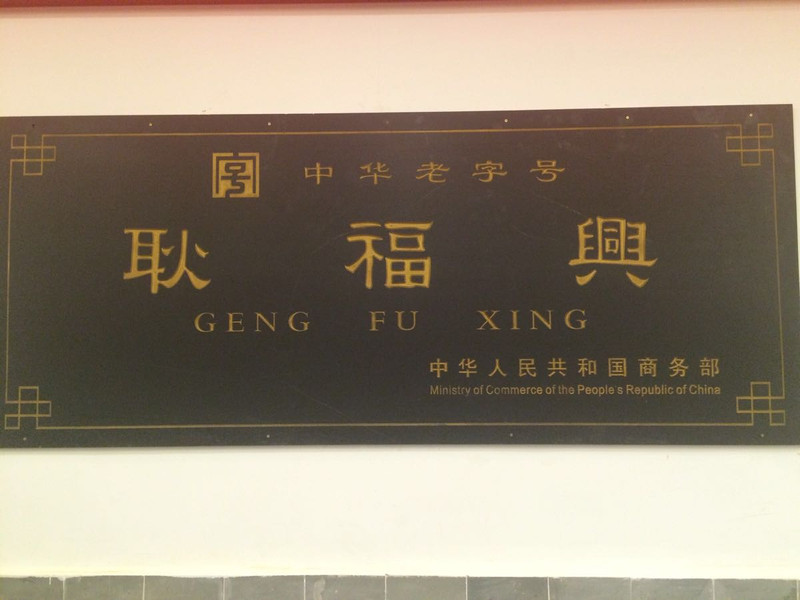 中华老字号
耿福興
GENG FU XING
中华人民共和国商务部
Ministry of Commerce of the People's Republic of China